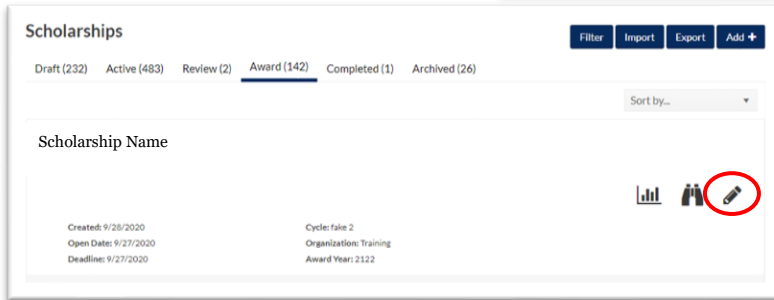 Scholarships
Filter Import Export Add +
Draft (232) Active (483) Review (2) Award (142) Completed (1) Archived (26)
Sort by...
Scholarship Name
Created: 9/28/2020 Cycle: fake 2
Open Date: 9/27/2020 Organization: Training
Deadline: 9/27/2020 Award Year: 2122